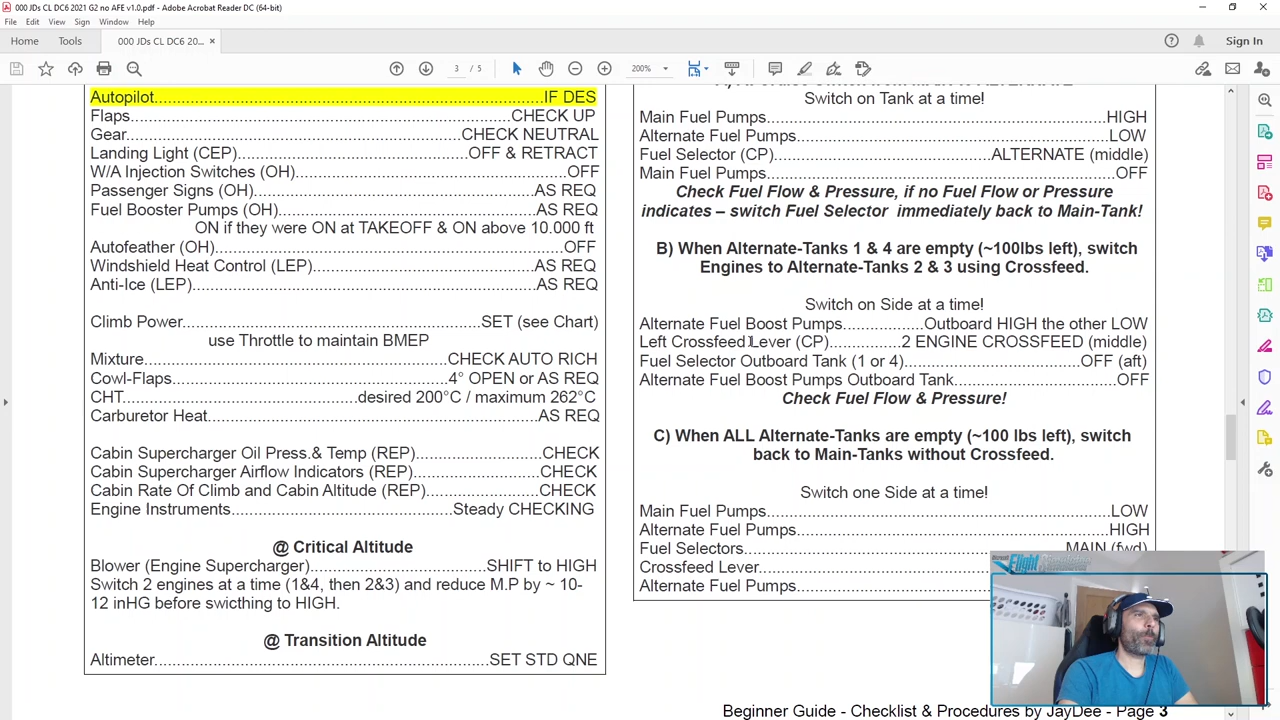 000 JDs CL DC6 2021 G2 no AFE v1.0.pdf - Adobe Acrobat Reader DC (64-bit)
File Edit View Sign Window Help
Home Tools 000 JDs CL DC6 20... × Sign In
3 / 5 200%
Autopilot..........IF DES
Flaps..........CHECK UP
Gear..........CHECK NEUTRAL
Landing Light (CEP)..........OFF & RETRACT
W/A Injection Switches (OH)..........OFF
Passenger Signs (OH)..........AS REQ
Fuel Booster Pumps (OH)..........AS REQ
ON if they were ON at TAKEOFF & ON above 10.000 ft
Autofeather (OH)..........OFF
Windshield Heat Control (LEP)..........AS REQ
Anti-Ice (LEP)..........AS REQ
Climb Power..........SET (see Chart)
use Throttle to maintain BMEP
Mixture..........CHECK AUTO RICH
Cowl-Flaps..........4° OPEN or AS REQ
CHT..........desired 200°C / maximum 262°C
Carburetor Heat..........AS REQ
Cabin Supercharger Oil Press.& Temp (REP)..........CHECK
Cabin Supercharger Airflow Indicators (REP)..........CHECK
Cabin Rate Of Climb and Cabin Altitude (REP)..........CHECK
Engine Instruments..........Steady CHECKING
@ Critical Altitude
Blower (Engine Supercharger)..........SHIFT to HIGH
Switch 2 engines at a time (1&4, then 2&3) and reduce M.P by ~ 10-
12 inHG before swicthing to HIGH.
@ Transition Altitude
Altimeter..........SET STD QNE
Switch on Tank at a time!
Main Fuel Pumps..........HIGH
Alternate Fuel Pumps..........LOW
Fuel Selector (CP)..........ALTERNATE (middle)
Main Fuel Pumps..........OFF
Check Fuel Flow & Pressure, if no Fuel Flow or Pressure
indicates – switch Fuel Selector immediately back to Main-Tank!
B) When Alternate-Tanks 1 & 4 are empty (~100lbs left), switch
Engines to Alternate-Tanks 2 & 3 using Crossfeed.
Switch on Side at a time!
Alternate Fuel Boost Pumps..........Outboard HIGH the other LOW
Left Crossfeed Lever (CP)..........2 ENGINE CROSSFEED (middle)
Fuel Selector Outboard Tank (1 or 4)..........OFF (aft)
Alternate Fuel Boost Pumps Outboard Tank..........OFF
Check Fuel Flow & Pressure!
C) When ALL Alternate-Tanks are empty (~100 lbs left), switch
back to Main-Tanks without Crossfeed.
Switch one Side at a time!
Main Fuel Pumps..........LOW
Alternate Fuel Pumps..........HIGH
Fuel Selectors..........MAIN (fwd)
Crossfeed Lever..........
Alternate Fuel Pumps..........
Flight
Beginner Guide - Checklist & Procedures by JayDee - Page 3